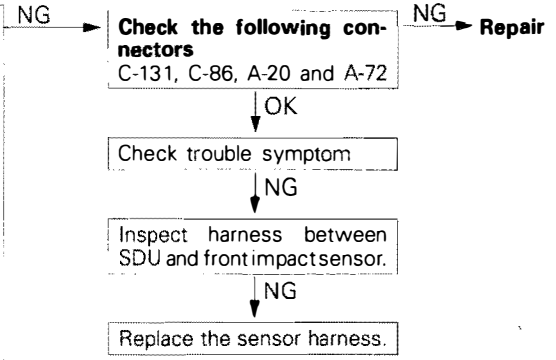 NG
Check the following con-
nectors
C-131, C-86, A-20 and A-72
NG
Repair
OK
Check trouble symptom
NG
Inspect harness between
SDU and front impact sensor.
NG
Replace the sensor harness.